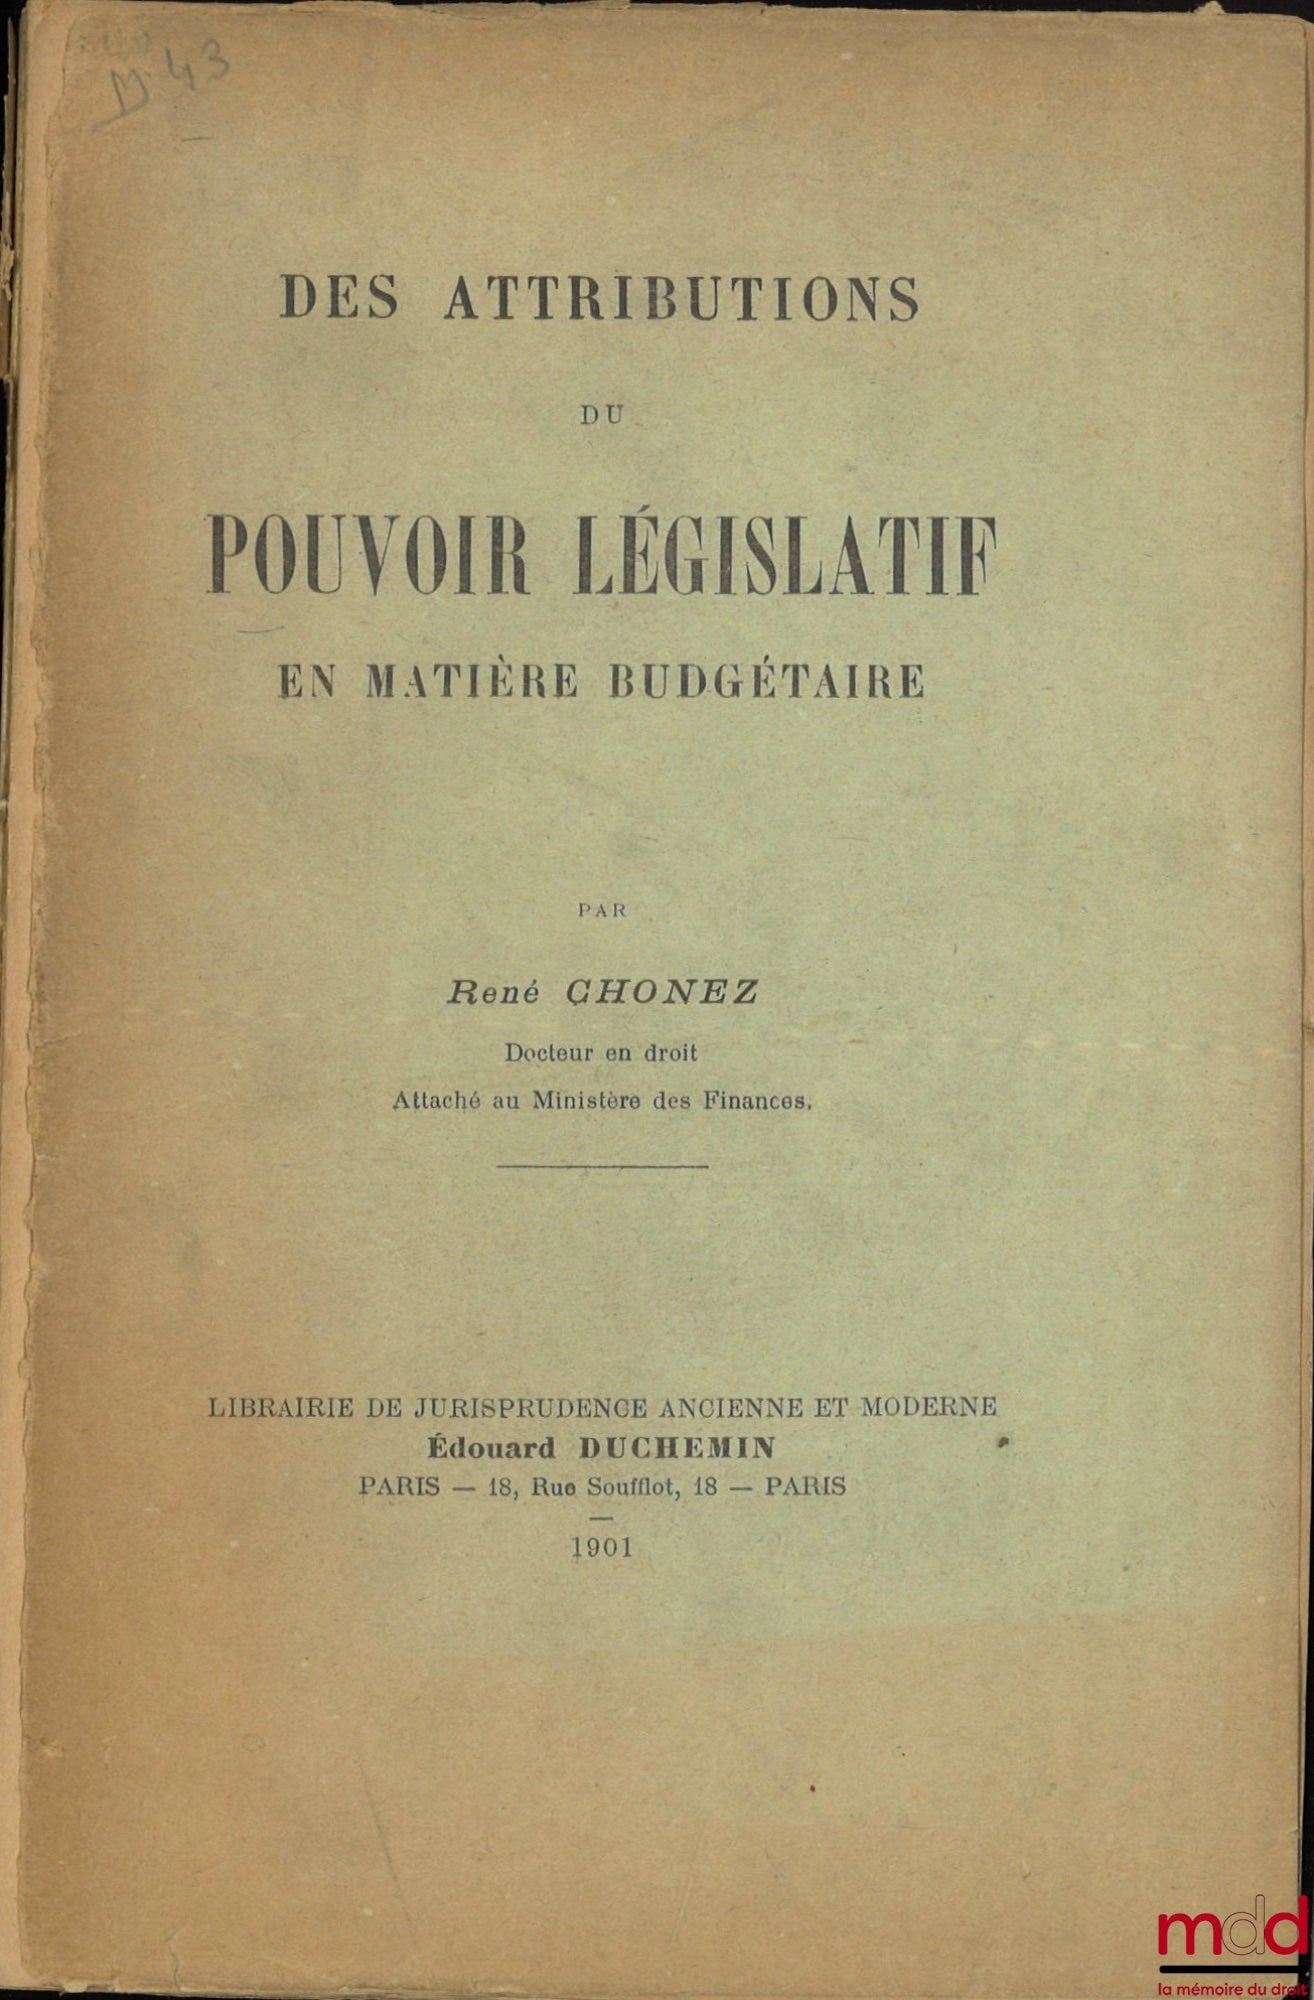 43
DES ATTRIBUTIONS
DU
POUVOIR LÉGISLATIF
EN MATIÈRE BUDGÉTAIRE
PAR
René CHONEZ
Docteur en droit
Attaché au Ministère des Finances.
LIBRAIRIE DE JURISPRUDENCE ANCIENNE ET MODERNE
Édouard DUCHEMIN
PARIS — 18, Rue Soufflot, 18 — PARIS
1901
mdd
la mémoire du droit